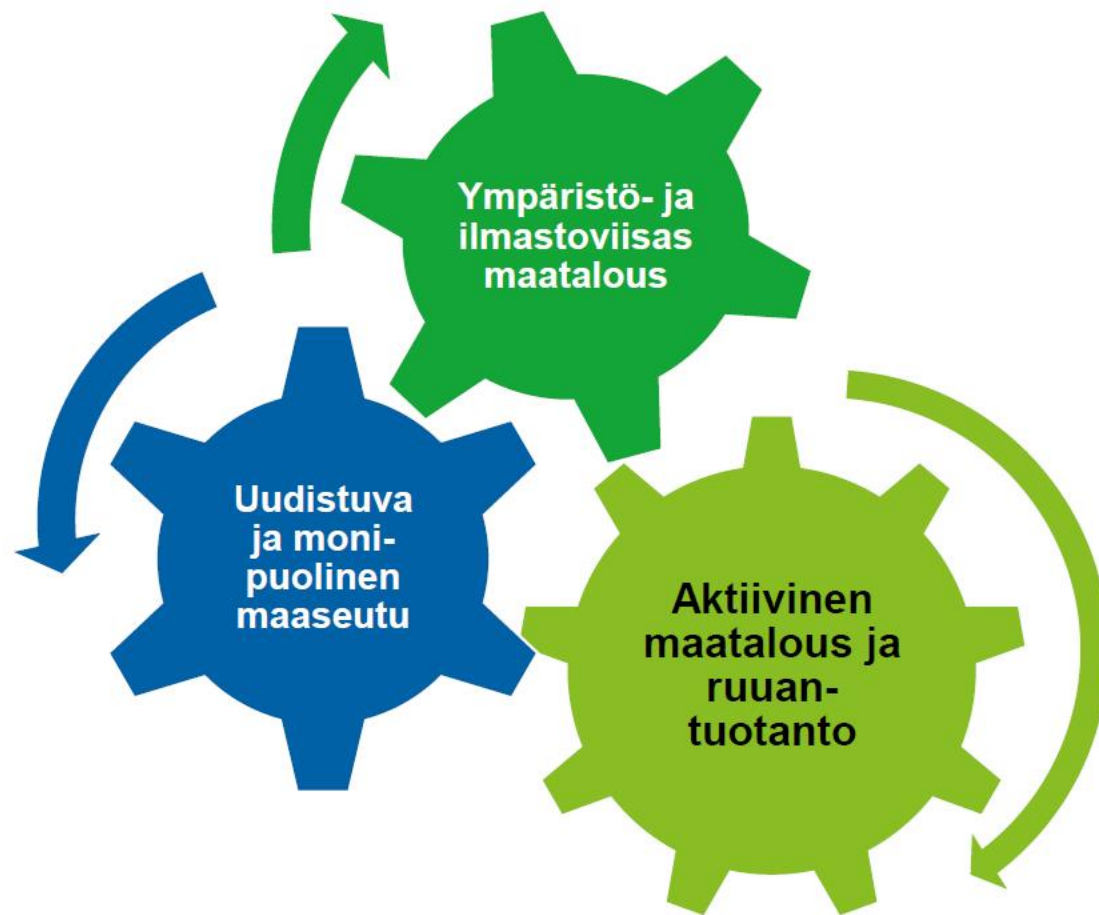 Ympäristö- ja
ilmastoviisas
maatalous
Uudistuva
ja moni-
puolinen
maaseutu
Aktiivinen
maatalous ja
ruuan-
tuotanto